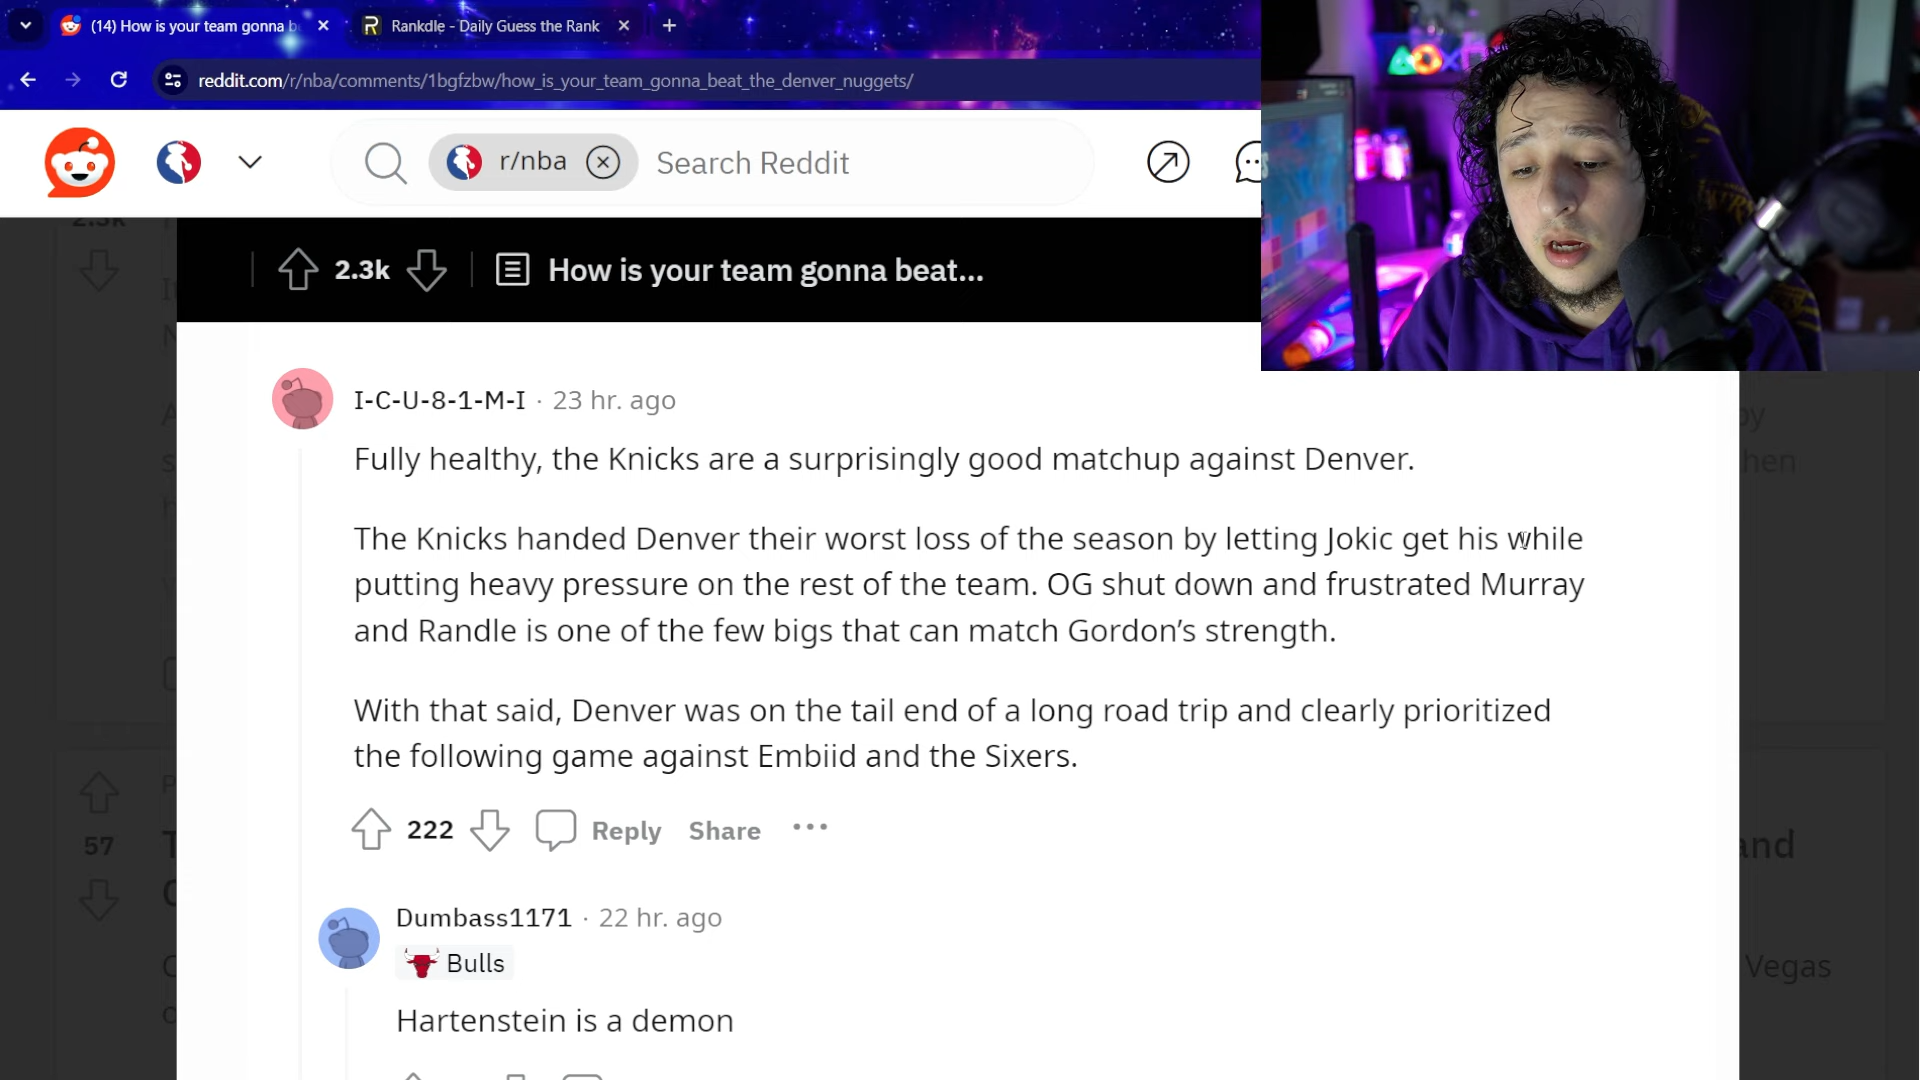 (14) How is your team gonna b
Rankdle - Daily Guess the Rank
reddit.com/r/nba/comments/1bgfzbw/how_is_your_team_gonna_beat_the_denver_nuggets/
r/nba
Search Reddit
2.3k
How is your team gonna beat...
I-C-U-8-1-M-I · 23 hr. ago
Fully healthy, the Knicks are a surprisingly good matchup against Denver.
The Knicks handed Denver their worst loss of the season by letting Jokic get his while
putting heavy pressure on the rest of the team. OG shut down and frustrated Murray
and Randle is one of the few bigs that can match Gordon's strength.
With that said, Denver was on the tail end of a long road trip and clearly prioritized
the following game against Embiid and the Sixers.
222
Reply
Share
57
Dumbass1171 · 22 hr. ago
Bulls
Vegas
Hartenstein is a demon